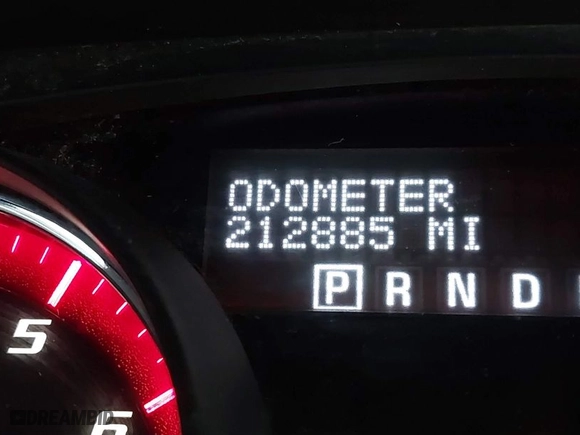 ODOMETER
212885 MI
P R N D
5
6
DREAMBID